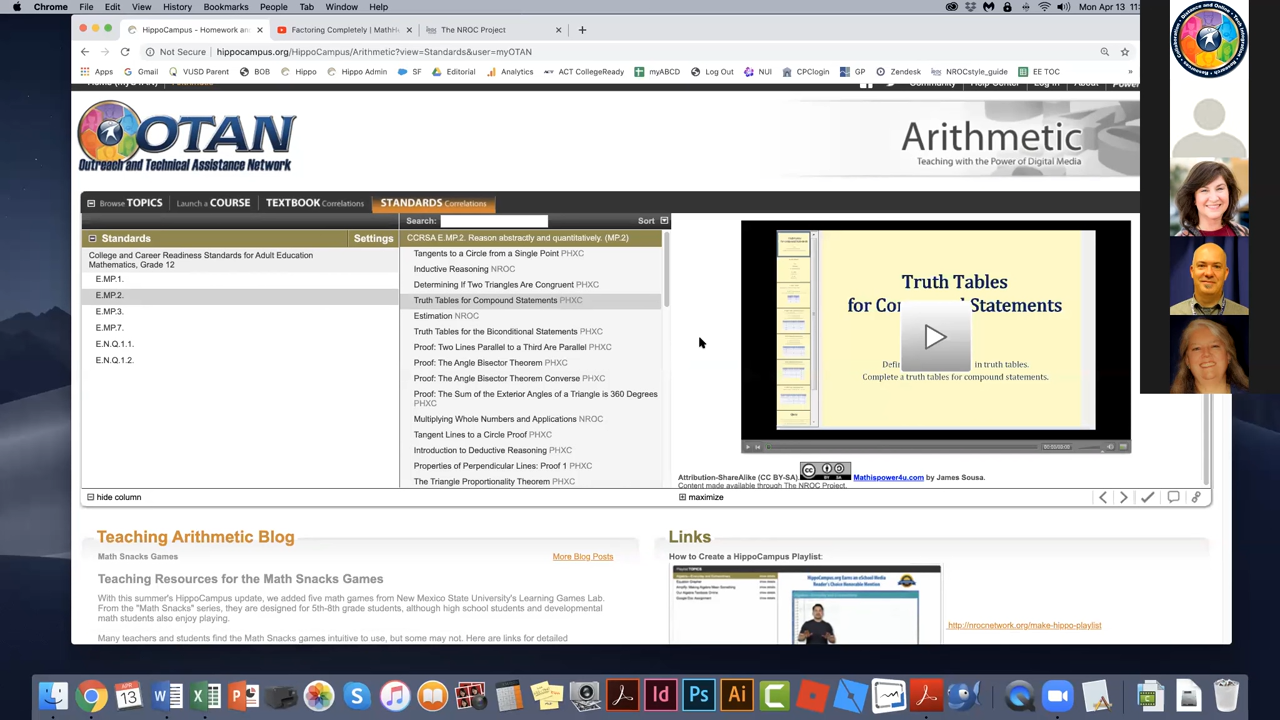 Chrome File Edit View History Bookmarks People Tab Window Help
Mon Apr 13
HippoCampus - Homework an × Factoring Completely | MathH × The NROC Project × +
Not Secure hippocampus.org/HippoCampus/Arithmetic?view=Standards&user=myOTAN
Apps Gmail VUSD Parent BOB Hippo Hippo Admin SF Editorial Analytics ACT CollegeReady myABCD Log Out NUI CPClogin GP Zendesk NROCstyle_guide EE TOC »
OTAN
Outreach and Technical Assistance Network
Arithmetic
Teaching with the Power of Digital Media
Browse TOPICS Launch a COURSE TEXTBOOK Correlations STANDARDS Correlations
Search: Sort
Standards Settings
College and Career Readiness Standards for Adult Education
Mathematics, Grade 12
E.MP.1.
E.MP.2.
E.MP.3.
E.MP.7.
E.N.Q.1.1.
E.N.Q.1.2.
CCRSA E.MP.2. Reason abstractly and quantitatively. (MP.2)
Tangents to a Circle from a Single Point PHXC
Inductive Reasoning NROC
Determining If Two Triangles Are Congruent PHXC
Truth Tables for Compound Statements PHXC
Estimation NROC
Truth Tables for the Biconditional Statements PHXC
Proof: Two Lines Parallel to a Third Are Parallel PHXC
Proof: The Angle Bisector Theorem PHXC
Proof: The Angle Bisector Theorem Converse PHXC
Proof: The Sum of the Exterior Angles of a Triangle is 360 Degrees
PHXC
Multiplying Whole Numbers and Applications NROC
Tangent Lines to a Circle Proof PHXC
Introduction to Deductive Reasoning PHXC
Properties of Perpendicular Lines: Proof 1 PHXC
The Triangle Proportionality Theorem PHXC
Truth Tables
for Co Statements
in truth tables.
Complete a truth tables for compound statements.
Attribution-ShareAlike (CC BY-SA) Mathispower4u.com by James Sousa.
Content made available through The NROC Project.
hide column
maximize
Teaching Arithmetic Blog
Math Snacks Games More Blog Posts
Teaching Resources for the Math Snacks Games
With summer's HippoCampus update, we added five math games from New Mexico State University's Learning Games Lab.
From the "Math Snacks" series, they are designed for 5th-8th grade students, although high school students and developmental
math students also enjoy playing.
Many teachers and students find the Math Snacks games intuitive to use, but some may not. Here are links for detailed
Links
How to Create a HippoCampus Playlist:
http://nrocnetwork.org/make-hippo-playlist